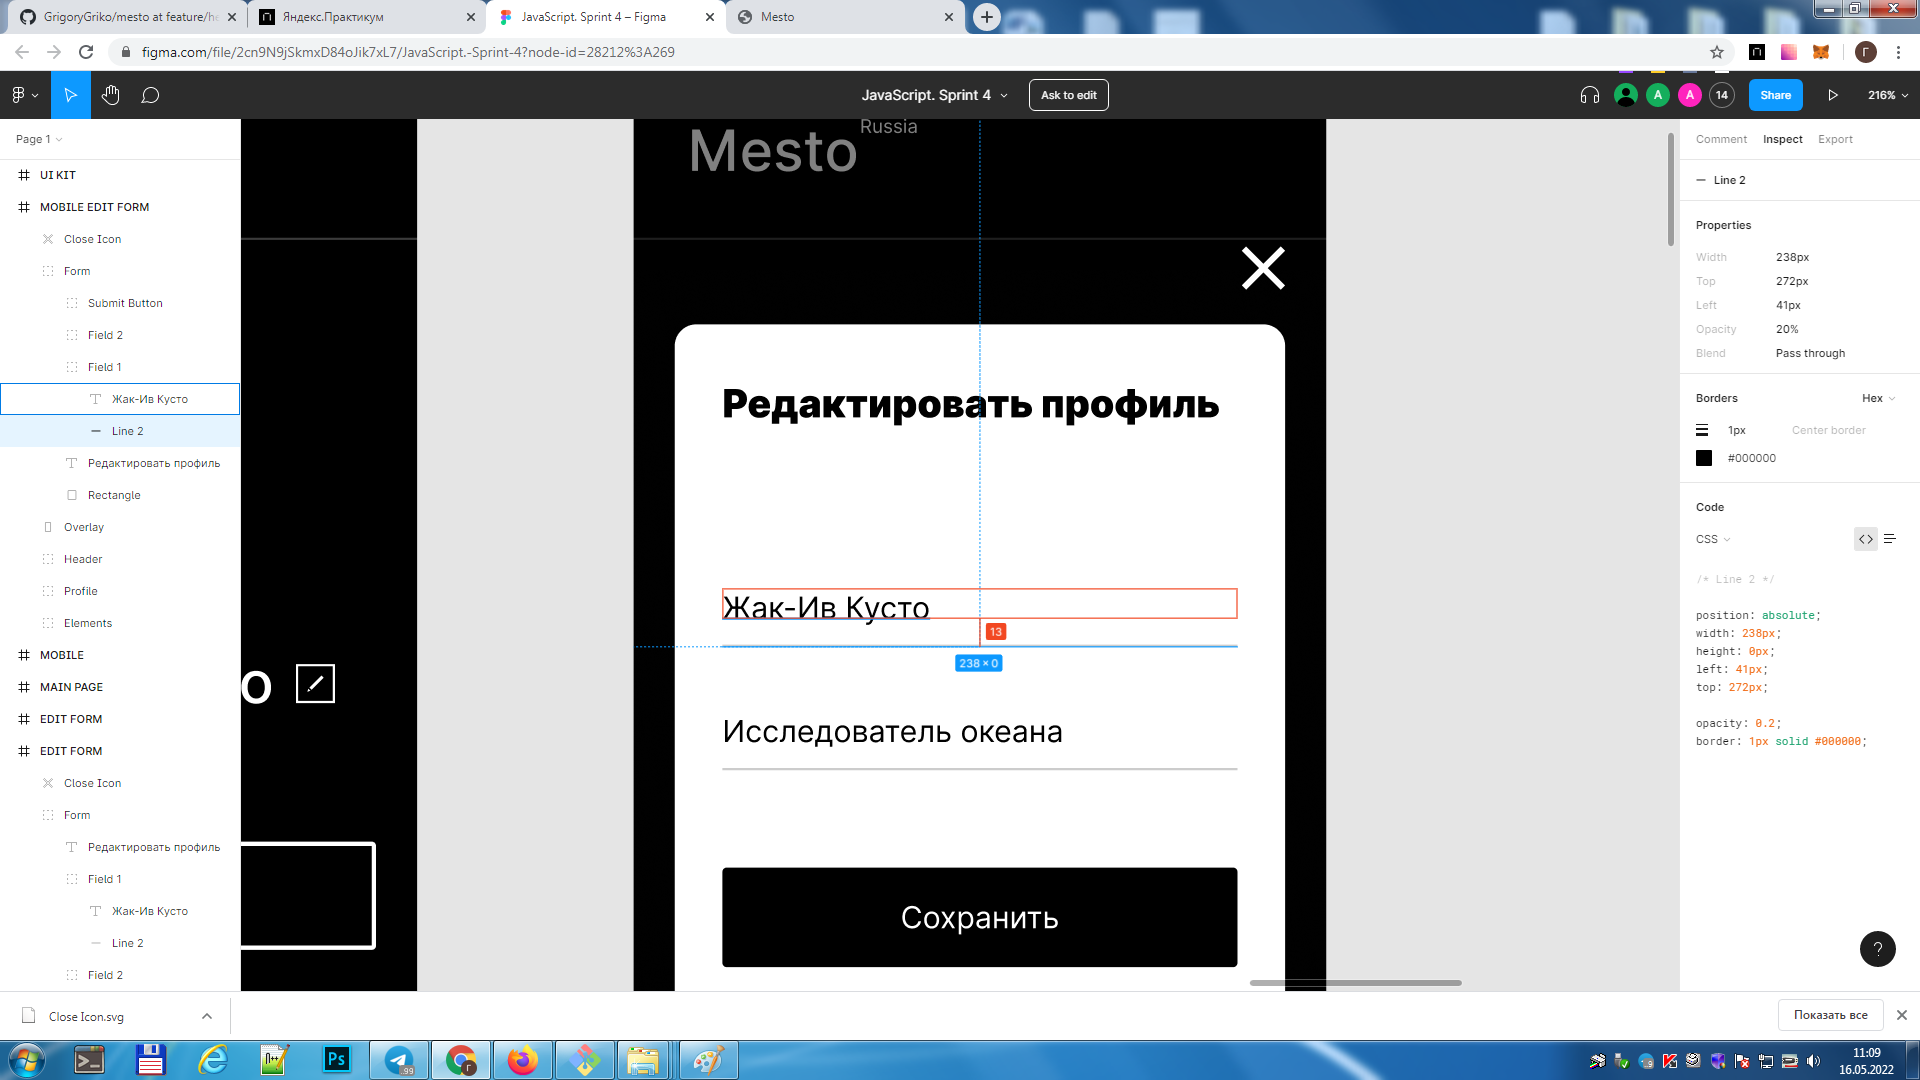 GrigoryGriko/mesto at feature/he
Яндекс.Практикум
JavaScript. Sprint 4 – Figma
Mesto
figma.com/file/2cn9N9jSkmxD84oJik7xL7/JavaScript.-Sprint-4?node-id=28212%3A269
Г
JavaScript. Sprint 4
Ask to edit
A
A
14
Share
216%
Page 1
UI KIT
MOBILE EDIT FORM
Close Icon
Form
Submit Button
Field 2
Field 1
Жак-Ив Кусто
Line 2
Редактировать профиль
Rectangle
Overlay
Header
Profile
Elements
MOBILE
MAIN PAGE
EDIT FORM
EDIT FORM
Close Icon
Form
Редактировать профиль
Field 1
Жак-Ив Кусто
Line 2
Field 2
о
Mesto
Russia
Редактировать профиль
Жак-Ив Кусто
13
238 × 0
Исследователь океана
Сохранить
Comment
Inspect
Export
Line 2
Properties
Width 238px
Top 272px
Left 41px
Opacity 20%
Blend Pass through
Borders
Hex
1px Center border
#000000
Code
CSS
/* Line 2 */
position: absolute;
width: 238px;
height: 0px;
left: 41px;
top: 272px;
opacity: 0.2;
border: 1px solid #000000;
?
Close Icon.svg
Показать все
Ps
99
Г
11:09
16.05.2022